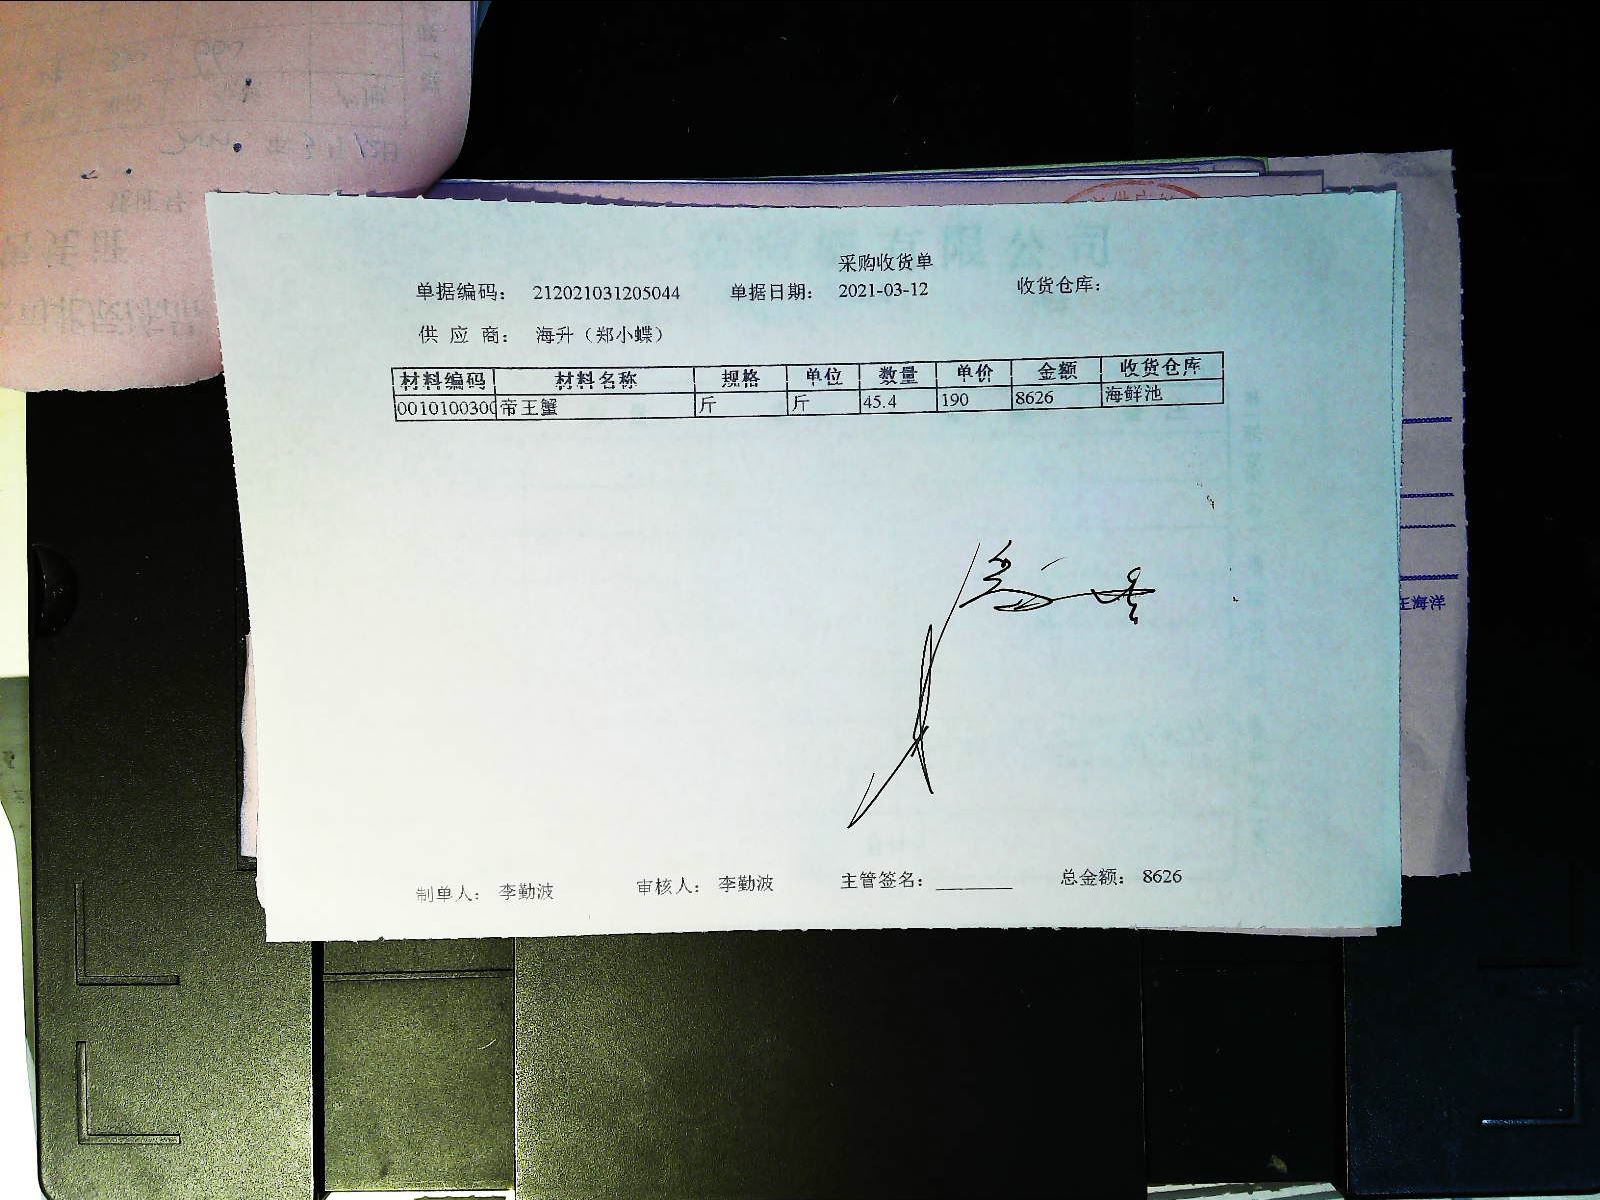 采购收货单
单据编码： 212021031205044 单据日期： 2021-03-12 收货仓库：
供 应 商： 海升（郑小蝶）
材料编码 材料名称 规格 单位 数量 单价 金额 收货仓库
0010100300 帝王蟹 斤 斤 45.4 190 8626 海鲜池
王海洋
制单人： 李勤波 审核人： 李勤波 主管签名：________ 总金额： 8626